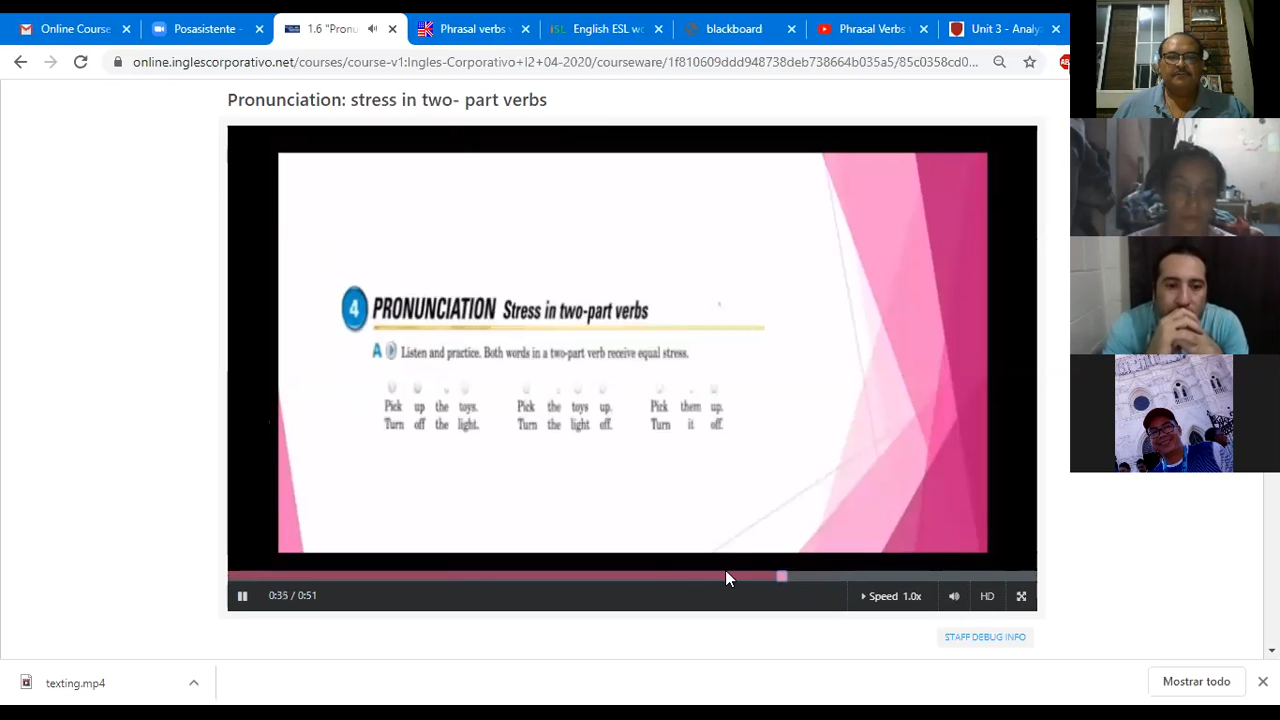 Online Course
Posasistente -
1.6 "Pronu
Phrasal verbs
English ESL wo
blackboard
Phrasal Verbs
Unit 3 - Analy
online.inglescorporativo.net/courses/course-v1:Ingles-Corporativo+I2+04-2020/courseware/1f810609ddd948738deb738664b035a5/85c0358cd0...
Pronunciation: stress in two- part verbs
4 PRONUNCIATION Stress in two-part verbs
A Listen and practice. Both words in a two-part verb receive equal stress.
Pick up the toys. Pick the toys up. Pick them up.
Turn off the light. Turn the light off. Turn it off.
0:35 / 0:51
Speed 1.0x
HD
STAFF DEBUG INFO
texting.mp4
Mostrar todo